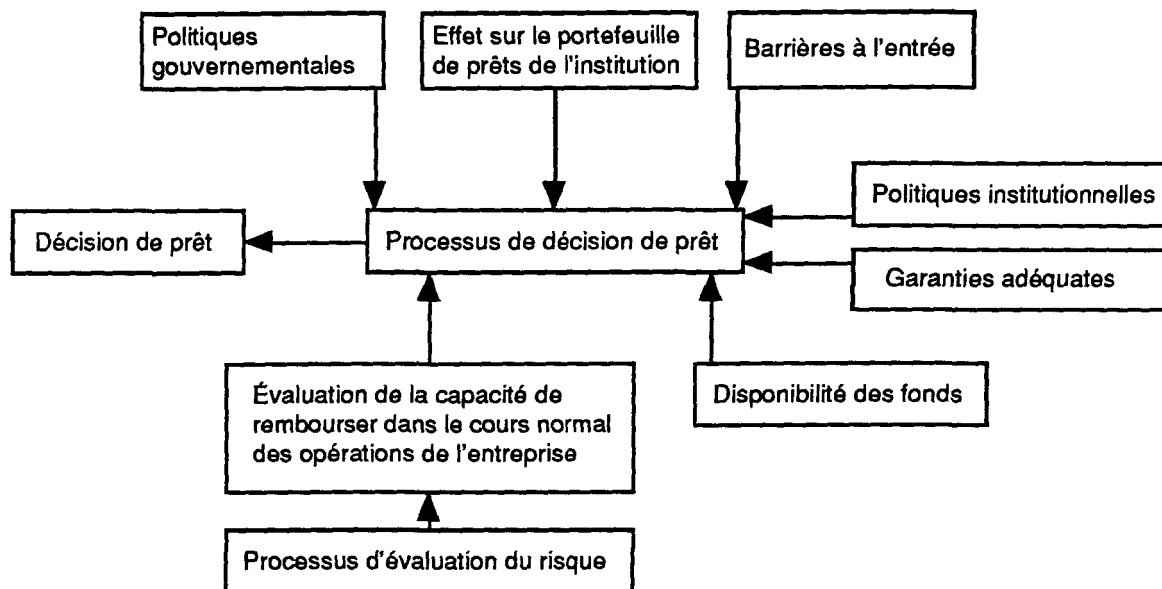 Politiques
gouvernementales
Effet sur le portefeuille
de prêts de l'institution
Barrières à l'entrée
Politiques institutionnelles
Décision de prêt
Processus de décision de prêt
Garanties adéquates
Évaluation de la capacité de
rembourser dans le cours normal
des opérations de l'entreprise
Disponibilité des fonds
Processus d'évaluation du risque